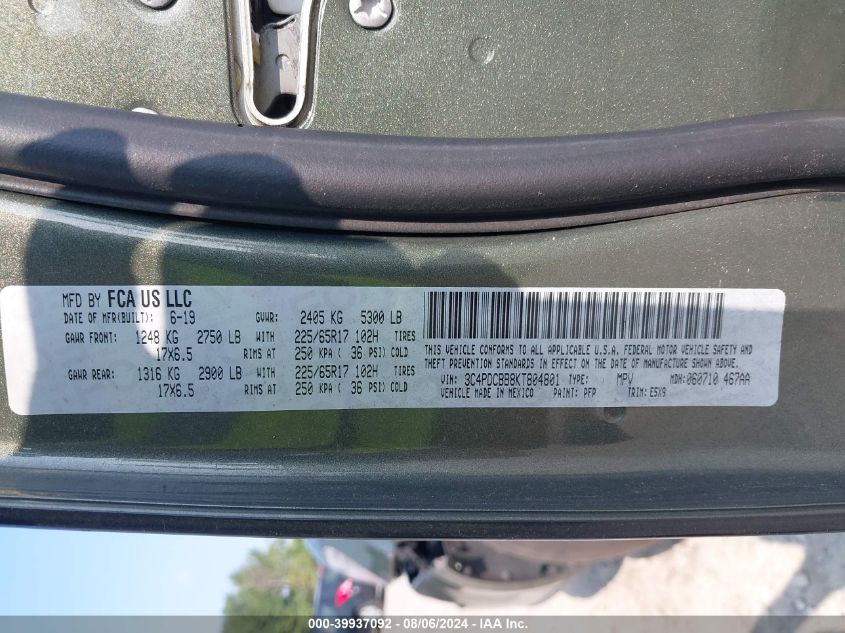 MFD BY FCA US LLC
DATE OF MFR(BUILT): 6-19 GVWR: 2405 KG 5300 LB
GAWR FRONT: 1248 KG 2750 LB WITH 225/65R17 102H TIRES
17X6.5 RIMS AT 250 KPA ( 36 PSI) COLD
GAWR REAR: 1316 KG 2900 LB WITH 225/65R17 102H TIRES
17X6.5 RIMS AT 250 KPA ( 36 PSI) COLD
THIS VEHICLE CONFORMS TO ALL APPLICABLE U.S.A. FEDERAL MOTOR VEHICLE SAFETY AND
THEFT PREVENTION STANDARDS IN EFFECT ON THE DATE OF MANUFACTURE SHOWN ABOVE.
VIN: 3C4PDCBB8KT804801 TYPE: MPV MDH:060710 467AA
VEHICLE MADE IN MEXICO PAINT: PFP TRIM: E5X9
000-39937092 - 08/06/2024 - IAA Inc.